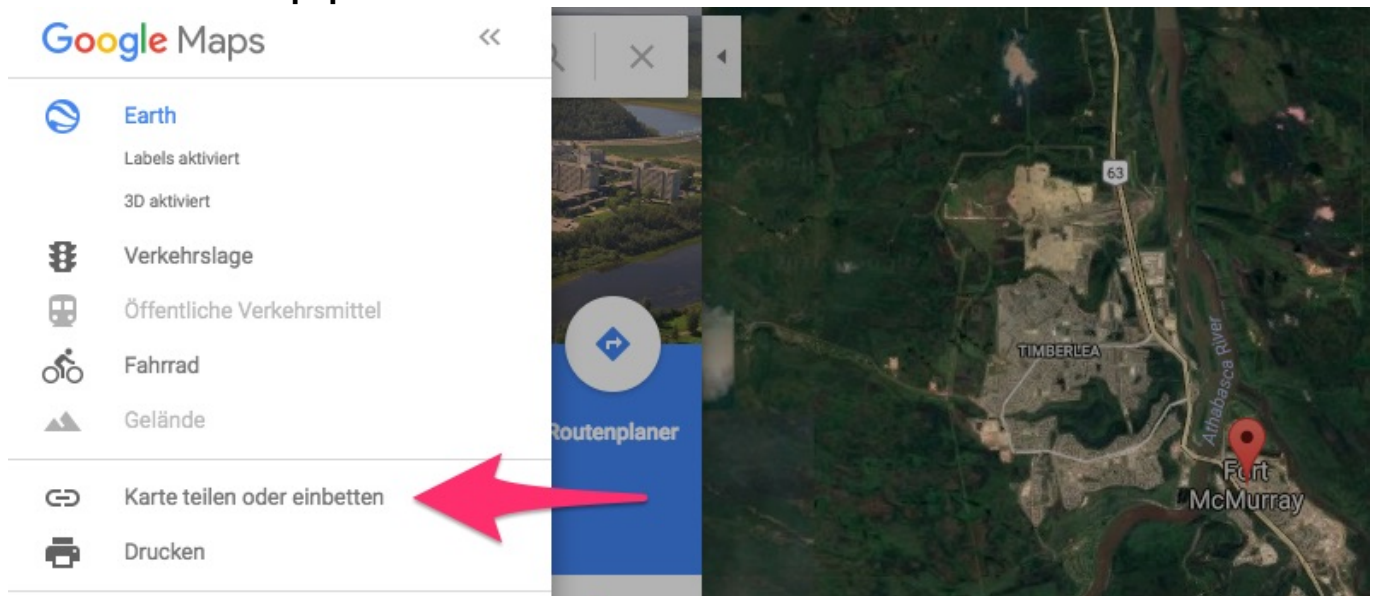 Google Maps
Earth
Labels aktiviert
3D aktiviert
Verkehrslage
Öffentliche Verkehrsmittel
Fahrrad
Gelände
Karte teilen oder einbetten
Drucken
Routenplaner
63
TIMBERLEA
Athabasca River
Fort
McMurray